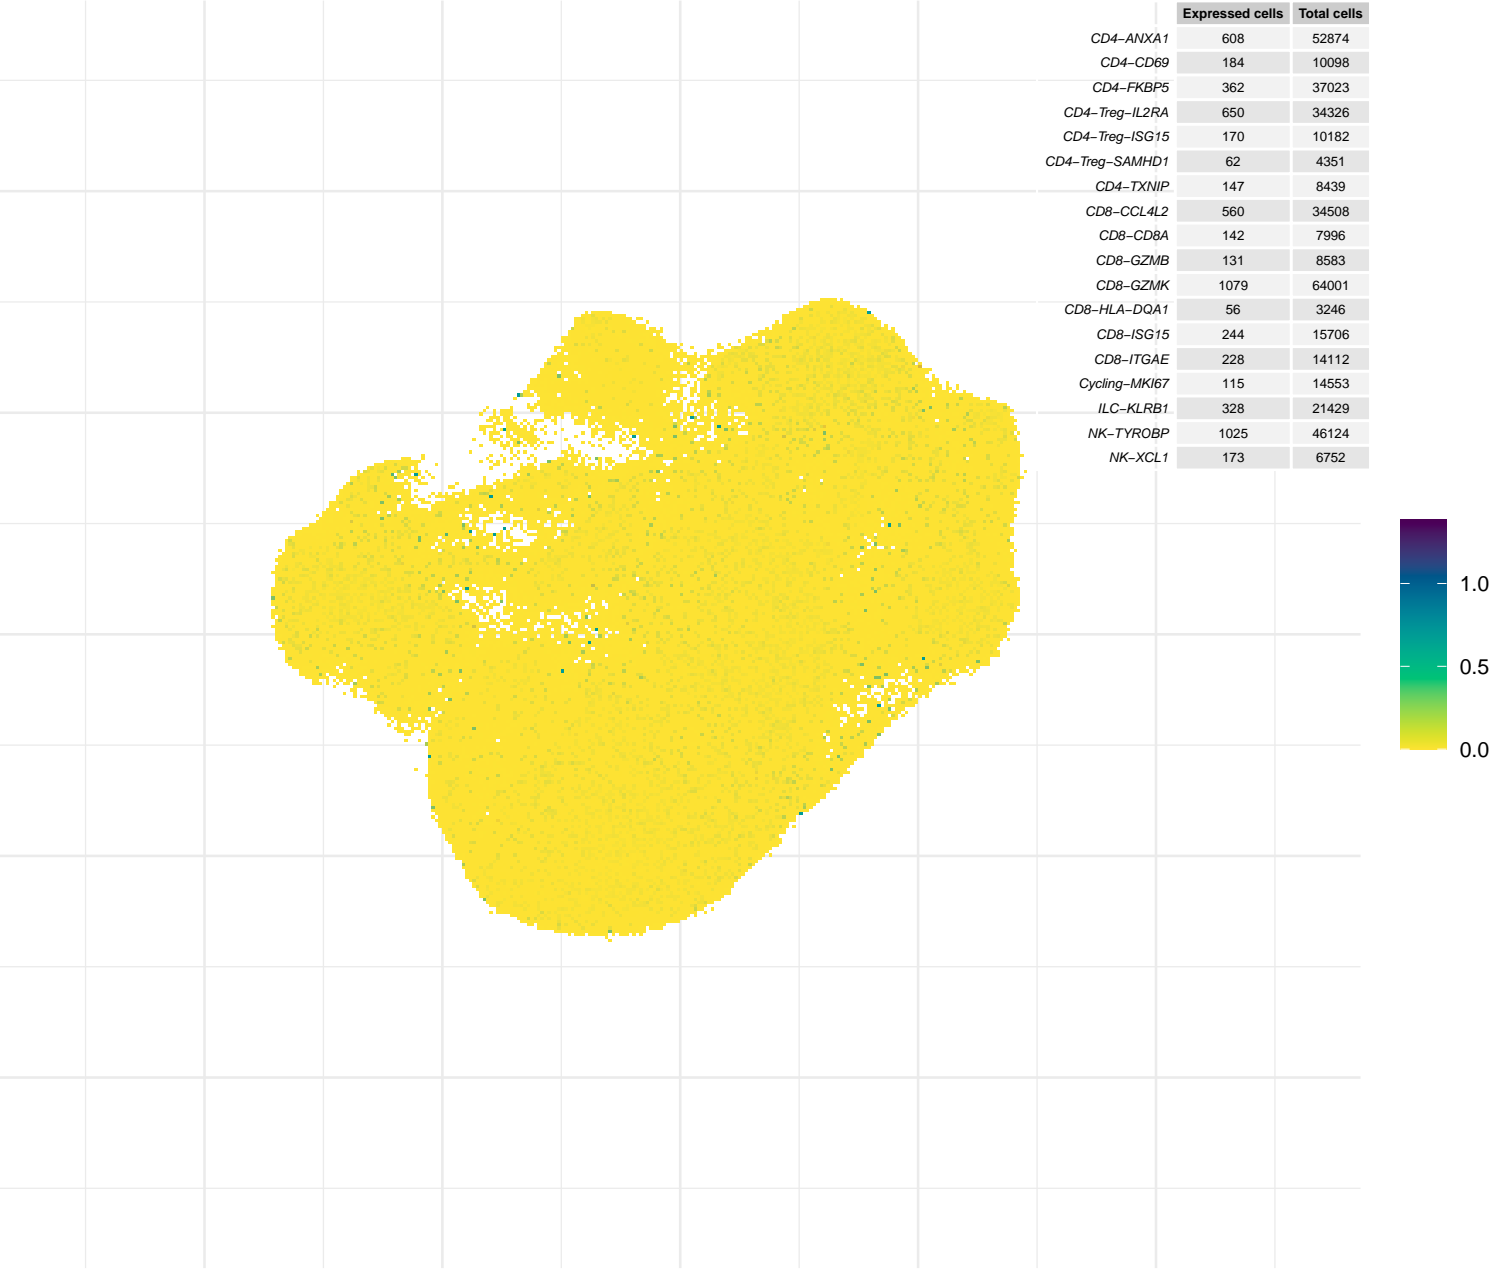 Expressed cells Total cells
CD4−ANXA1 608 52874
CD4−CD69 184 10098
CD4−FKBP5 362 37023
CD4−Treg−IL2RA 650 34326
CD4−Treg−ISG15 170 10182
CD4−Treg−SAMHD1 62 4351
CD4−TXNIP 147 8439
CD8−CCL4L2 560 34508
CD8−CD8A 142 7996
CD8−GZMB 131 8583
CD8−GZMK 1079 64001
CD8−HLA−DQA1 56 3246
CD8−ISG15 244 15706
CD8−ITGAE 228 14112
Cycling−MKI67 115 14553
ILC−KLRB1 328 21429
NK−TYROBP 1025 46124
NK−XCL1 173 6752
1.0
0.5
0.0